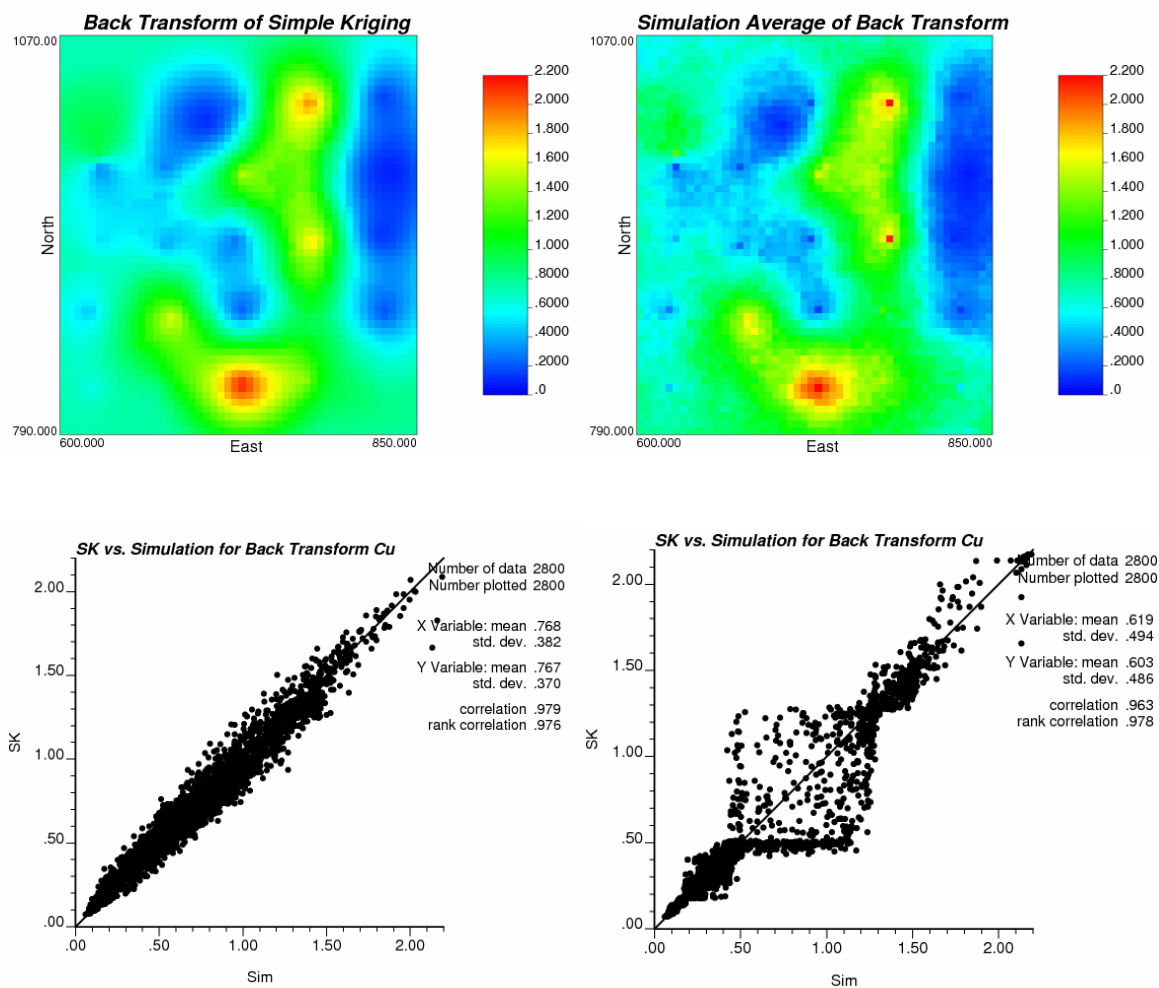 Back Transform of Simple Kriging
1070.00
North
790.000
600.000
East
850.000
2.200
2.000
1.800
1.600
1.400
1.200
1.000
.8000
.6000
.4000
.2000
.0
Simulation Average of Back Transform
1070.00
North
790.000
600.000
East
850.000
2.200
2.000
1.800
1.600
1.400
1.200
1.000
.8000
.6000
.4000
.2000
.0
SK vs. Simulation for Back Transform Cu
Number of data 2800
Number plotted 2800
X Variable: mean .768
std. dev. .382
Y Variable: mean .767
std. dev. .370
correlation .979
rank correlation .976
SK
2.00
1.50
1.00
.50
.00
.00
.50
1.00
1.50
2.00
Sim
SK vs. Simulation for Back Transform Cu
Number of data 2800
Number plotted 2800
X Variable: mean .619
std. dev. .494
Y Variable: mean .603
std. dev. .486
correlation .963
rank correlation .978
SK
2.00
1.50
1.00
.50
.00
.00
.50
1.00
1.50
2.00
Sim